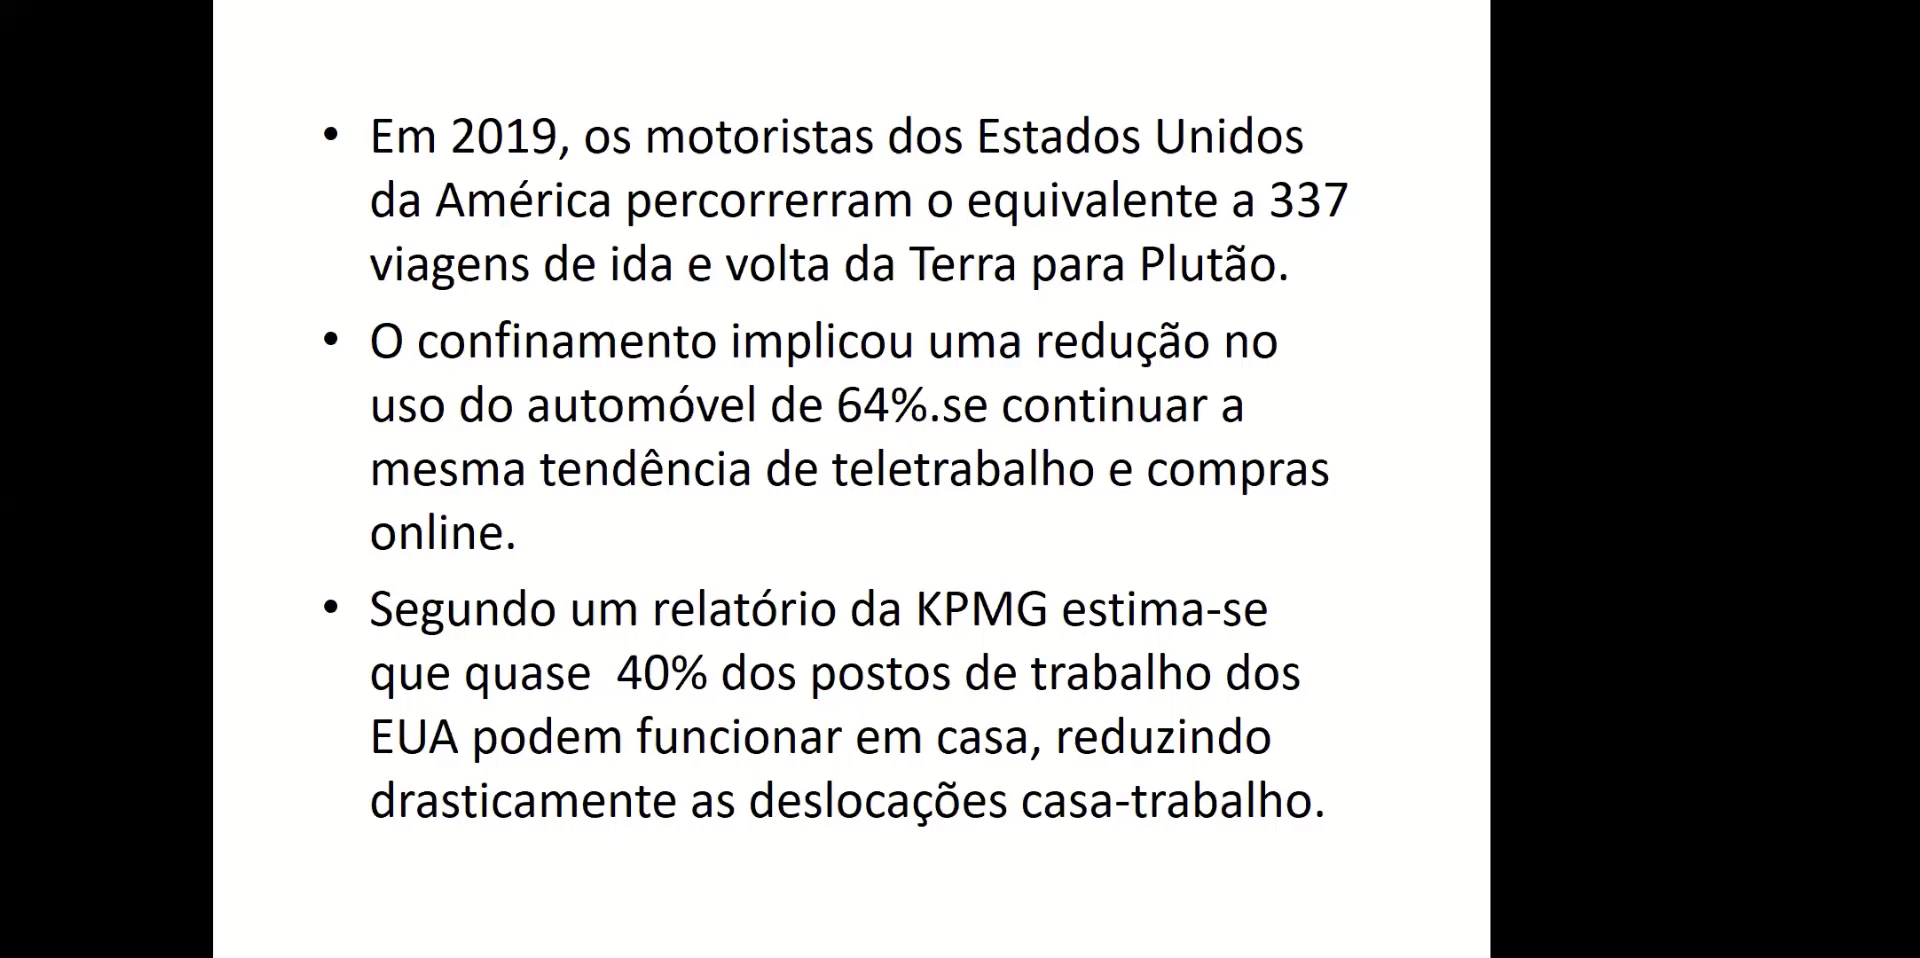 • Em 2019, os motoristas dos Estados Unidos
da América percorrerram o equivalente a 337
viagens de ida e volta da Terra para Plutão.
• O confinamento implicou uma redução no
uso do automóvel de 64%.se continuar a
mesma tendência de teletrabalho e compras
online.
• Segundo um relatório da KPMG estima-se
que quase  40% dos postos de trabalho dos
EUA podem funcionar em casa, reduzindo
drasticamente as deslocações casa-trabalho.